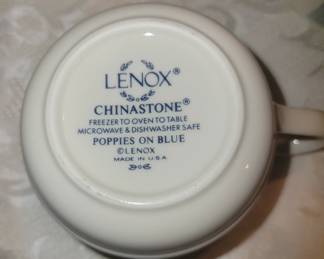 LENOX®
CHINASTONE®
FREEZER TO OVEN TO TABLE
MICROWAVE & DISHWASHER SAFE
POPPIES ON BLUE
©LENOX
MADE IN U.S.A.